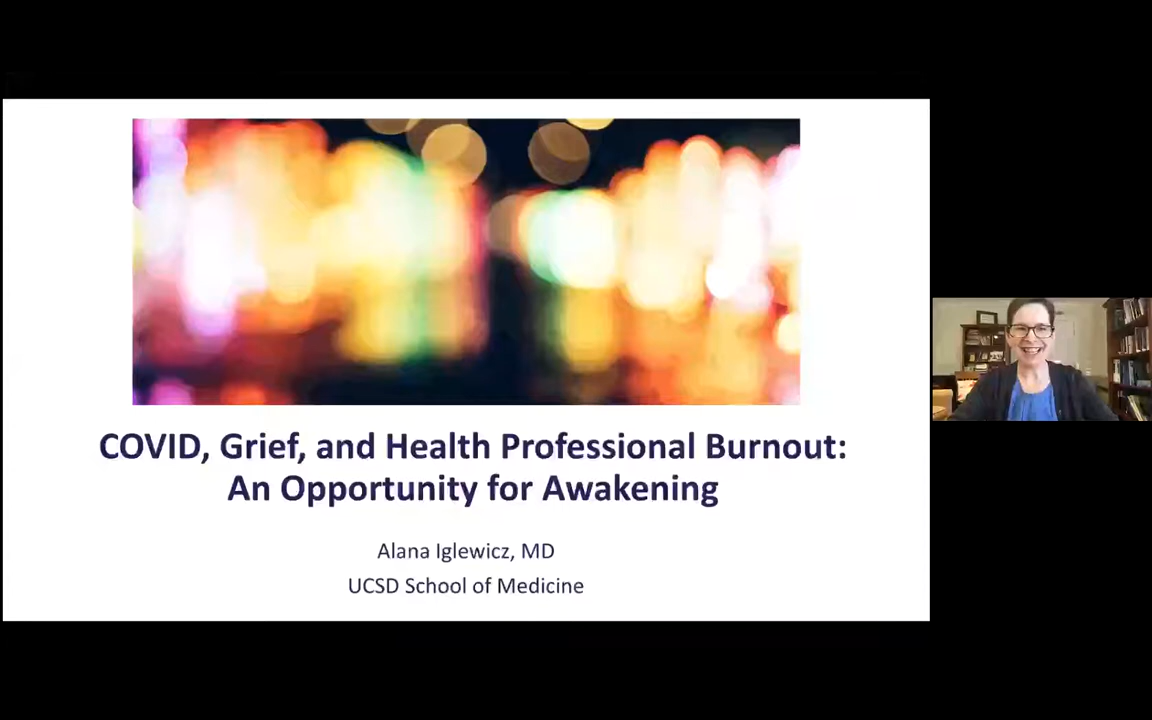 COVID, Grief, and Health Professional Burnout:
An Opportunity for Awakening
Alana Iglewicz, MD
UCSD School of Medicine